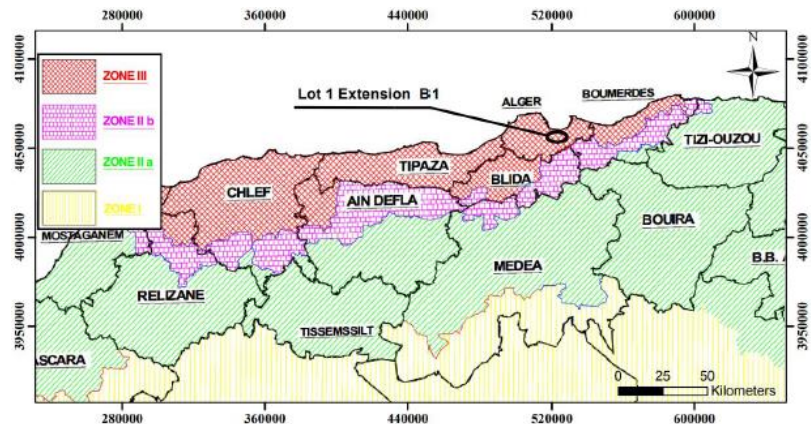 280000 360000 440000 520000 600000
4100000
4050000
4000000
3950000
ZONE III
ZONE II b
ZONE II a
ZONE I
Lot 1 Extension B1
N
ALGER
BOUMERDES
TIZI-OUZOU
TIPAZA
CHLEF
BLIDA
AIN DEFLA
BOUIRA
MOSTAGANEM
MEDEA
B.B. A
RELIZANE
TISSEMSSILT
ASCARA
4100000
4050000
4000000
3950000
0 25 50
Kilometers
280000 360000 440000 520000 600000